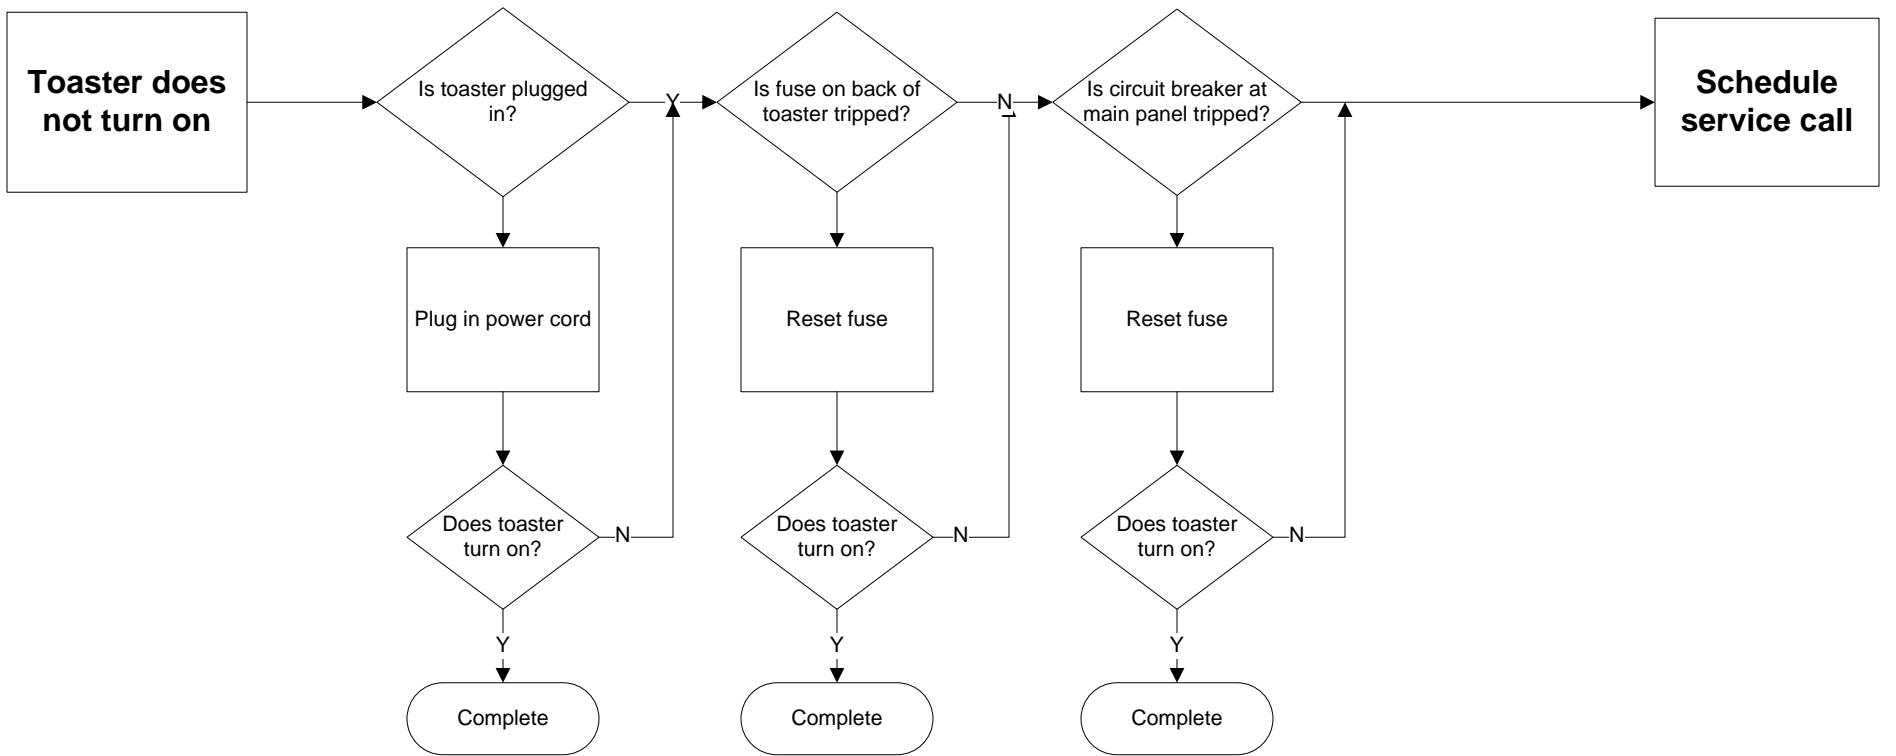 Toaster does
not turn on
Is toaster plugged
in?
Y
Is fuse on back of
toaster tripped?
N
Is circuit breaker at
main panel tripped?
Schedule
service call
Plug in power cord
Reset fuse
Reset fuse
Does toaster
turn on?
N
Does toaster
turn on?
N
Does toaster
turn on?
N
Y
Y
Y
Complete
Complete
Complete